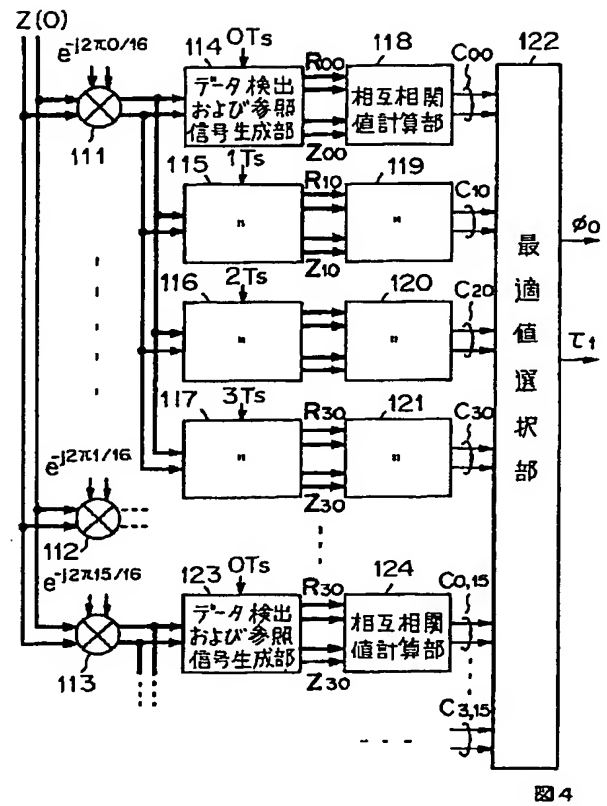 Z(0)
e-j2π0/16
111
114
0Ts
データ検出
および参照
信号生成部
R00
Z00
118
相互相関
値計算部
C00
122
115
1Ts
〃
R10
Z10
119
〃
C10
116
2Ts
〃
120
〃
C20
117
3Ts
〃
R30
Z30
121
〃
C30
最適値選択部
φ0
τ1
e-j2π1/16
112
e-j2π15/16
113
123
0Ts
データ検出
および参照
信号生成部
R30
Z30
124
相互相関
値計算部
C0,15
C3,15
図4